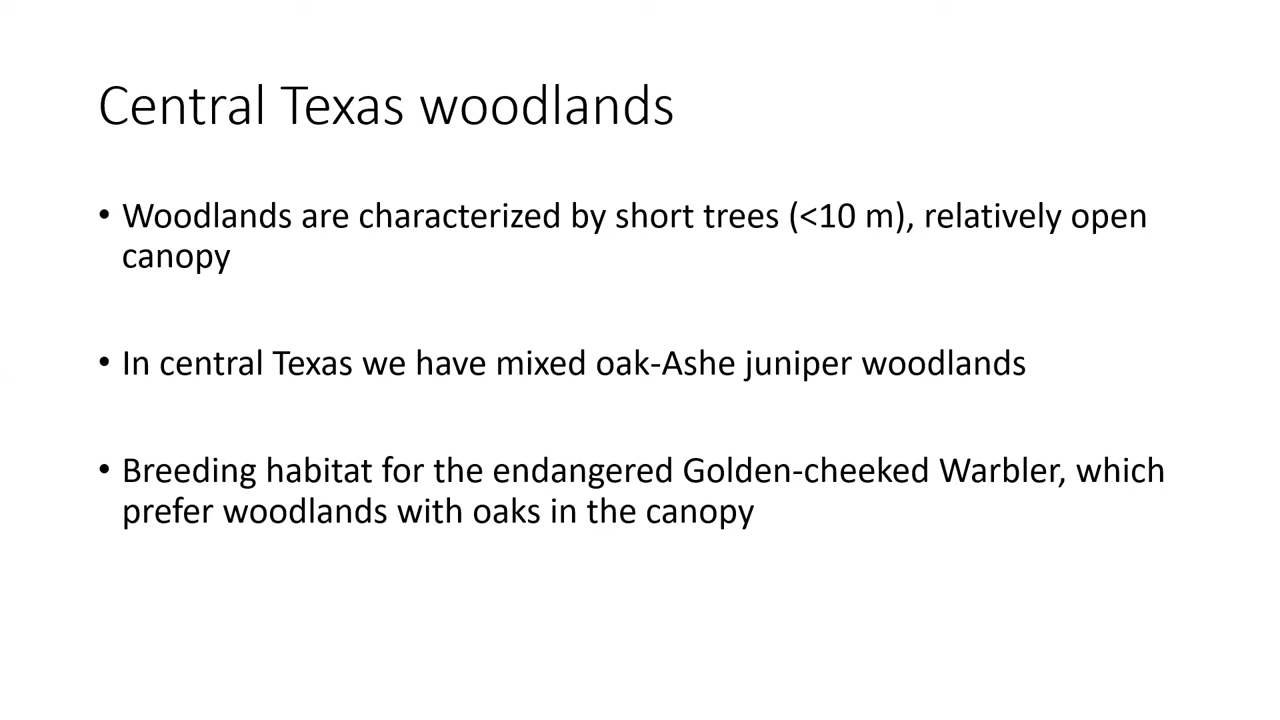 Central Texas woodlands
• Woodlands are characterized by short trees (<10 m), relatively open
canopy
• In central Texas we have mixed oak-Ashe juniper woodlands
• Breeding habitat for the endangered Golden-cheeked Warbler, which
prefer woodlands with oaks in the canopy